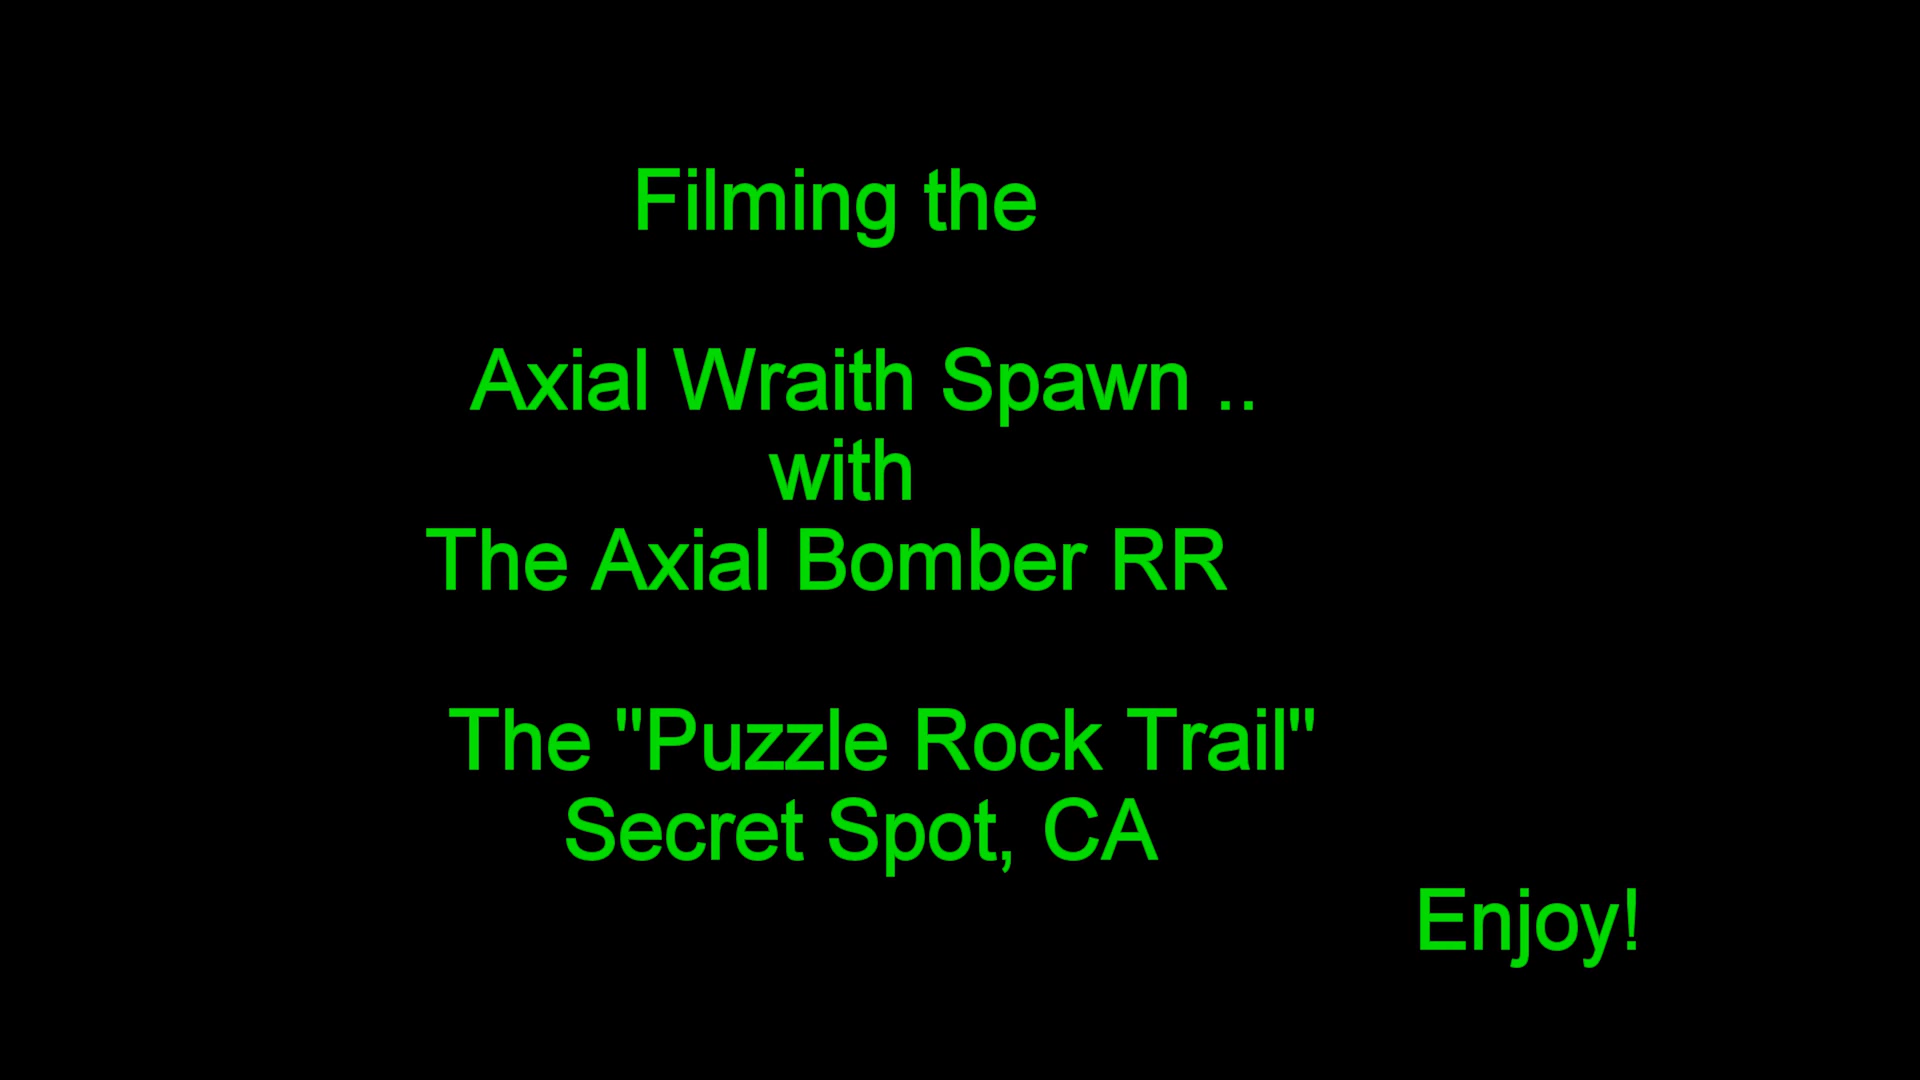 Filming the
Axial Wraith Spawn ..
with
The Axial Bomber RR
The "Puzzle Rock Trail"
Secret Spot, CA
Enjoy!